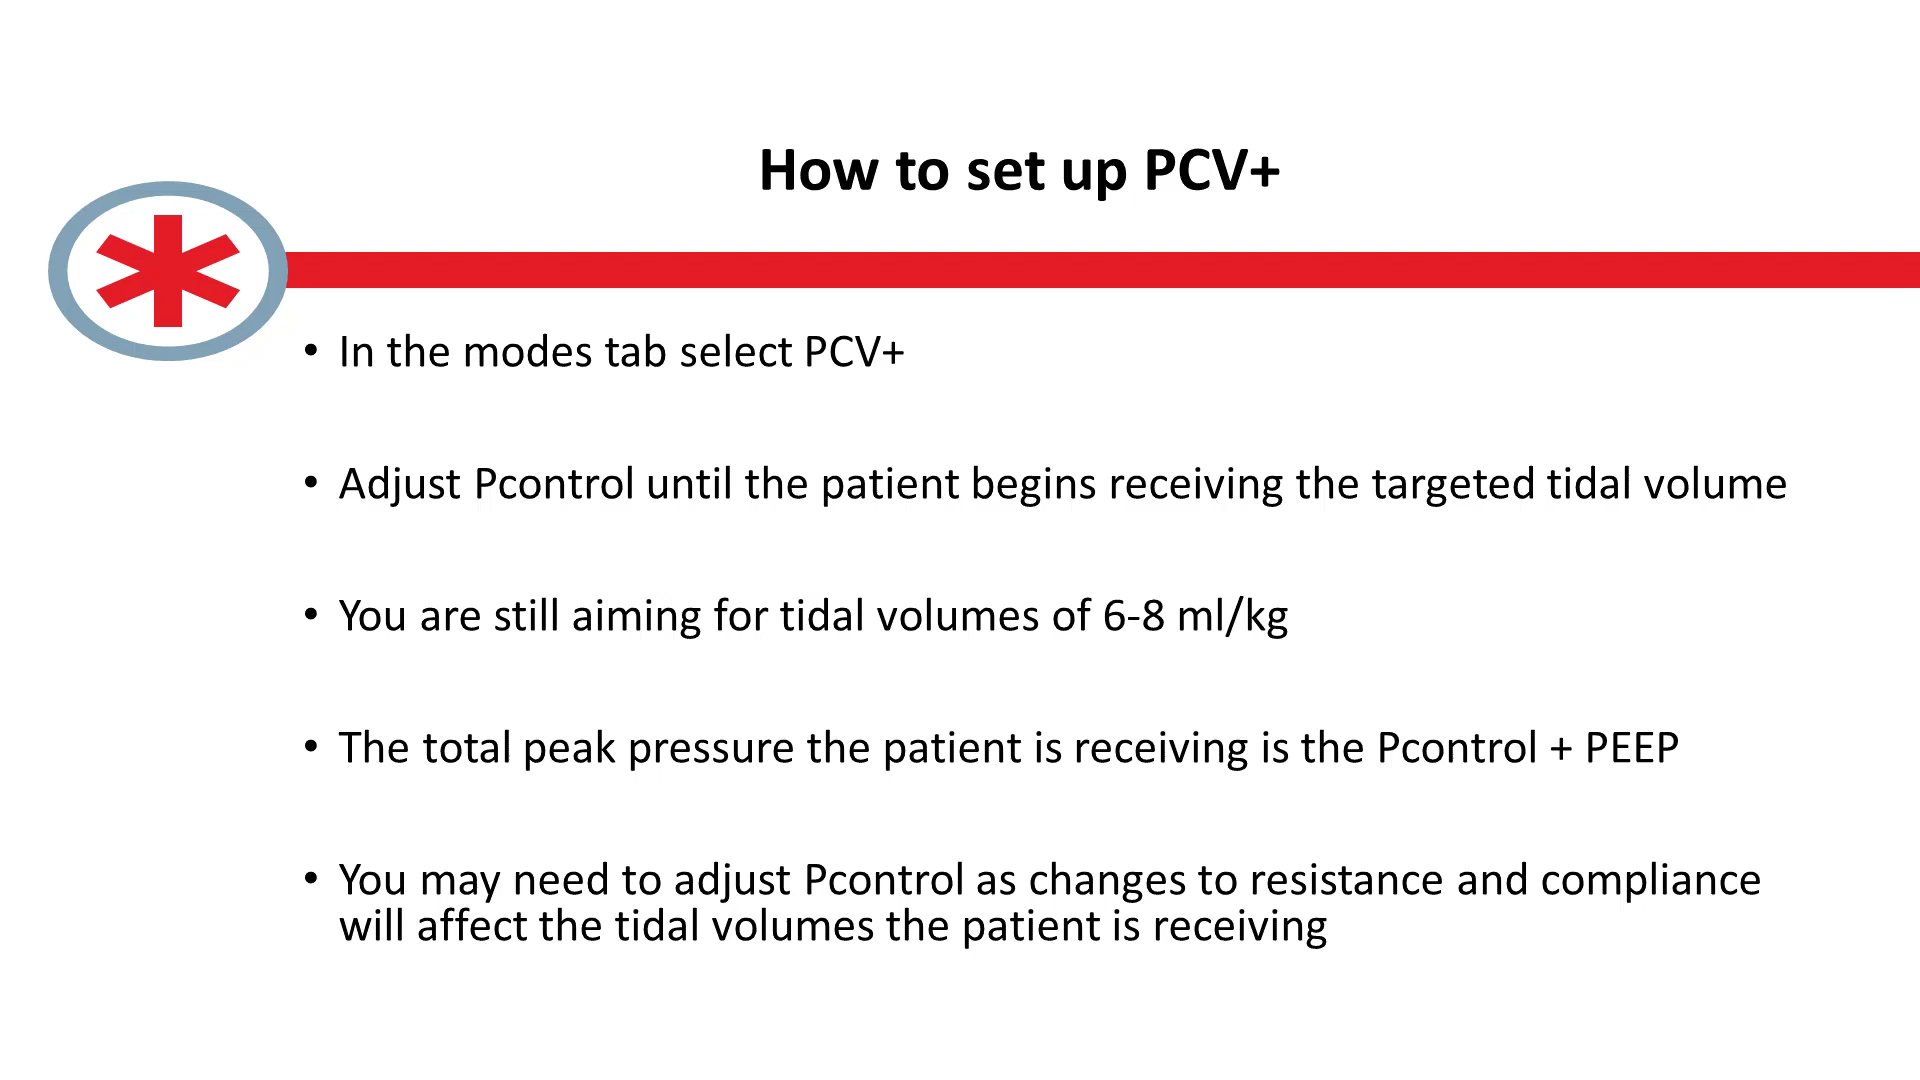 How to set up PCV+
• In the modes tab select PCV+
• Adjust Pcontrol until the patient begins receiving the targeted tidal volume
• You are still aiming for tidal volumes of 6-8 ml/kg
• The total peak pressure the patient is receiving is the Pcontrol + PEEP
• You may need to adjust Pcontrol as changes to resistance and compliance
will affect the tidal volumes the patient is receiving